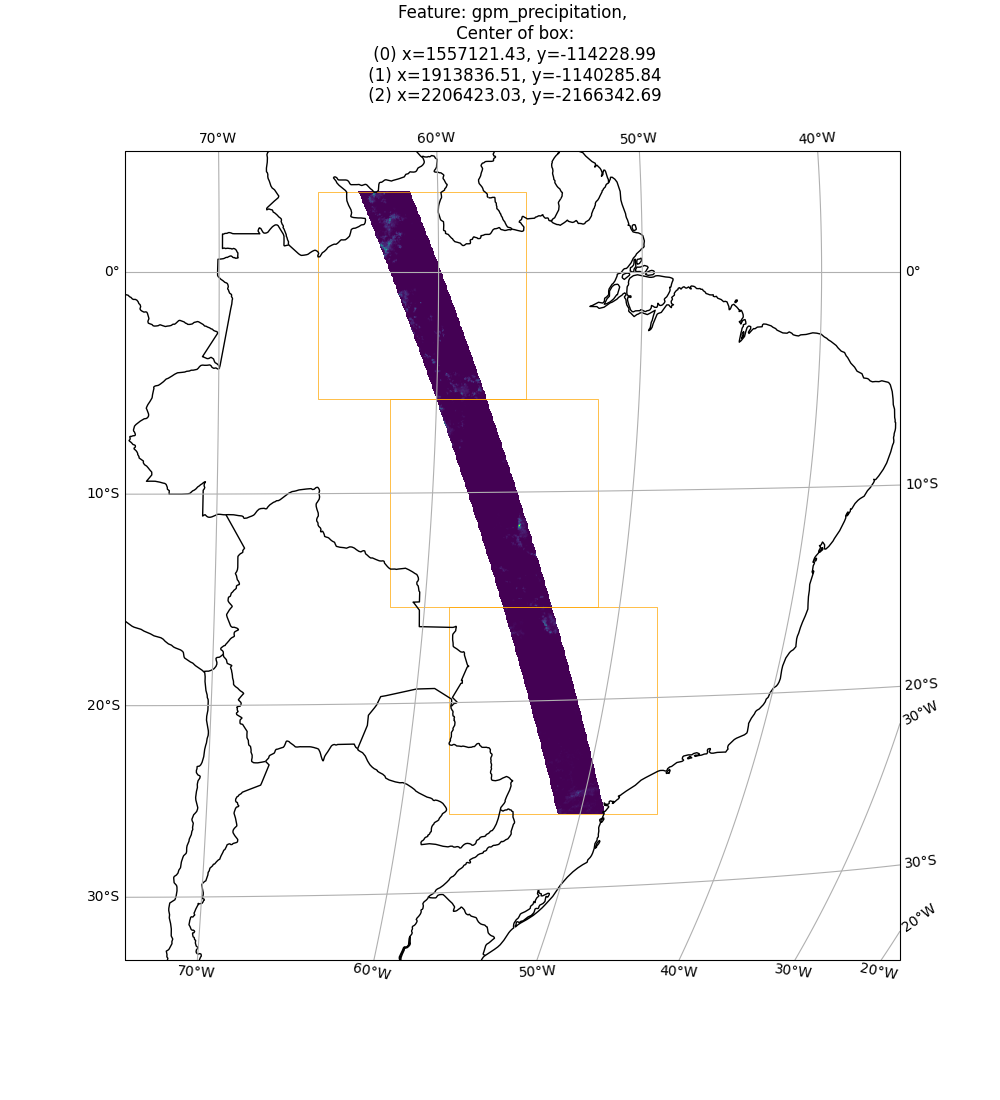 Feature: gpm_precipitation,
Center of box:
(0) x=1557121.43, y=-114228.99
(1) x=1913836.51, y=-1140285.84
(2) x=2206423.03, y=-2166342.69
70°W 60°W 50°W 40°W
0° 0°
10°S 10°S
20°S 20°S
30°W
30°S 30°S
20°W
70°W 60°W 50°W 40°W 30°W 20°W